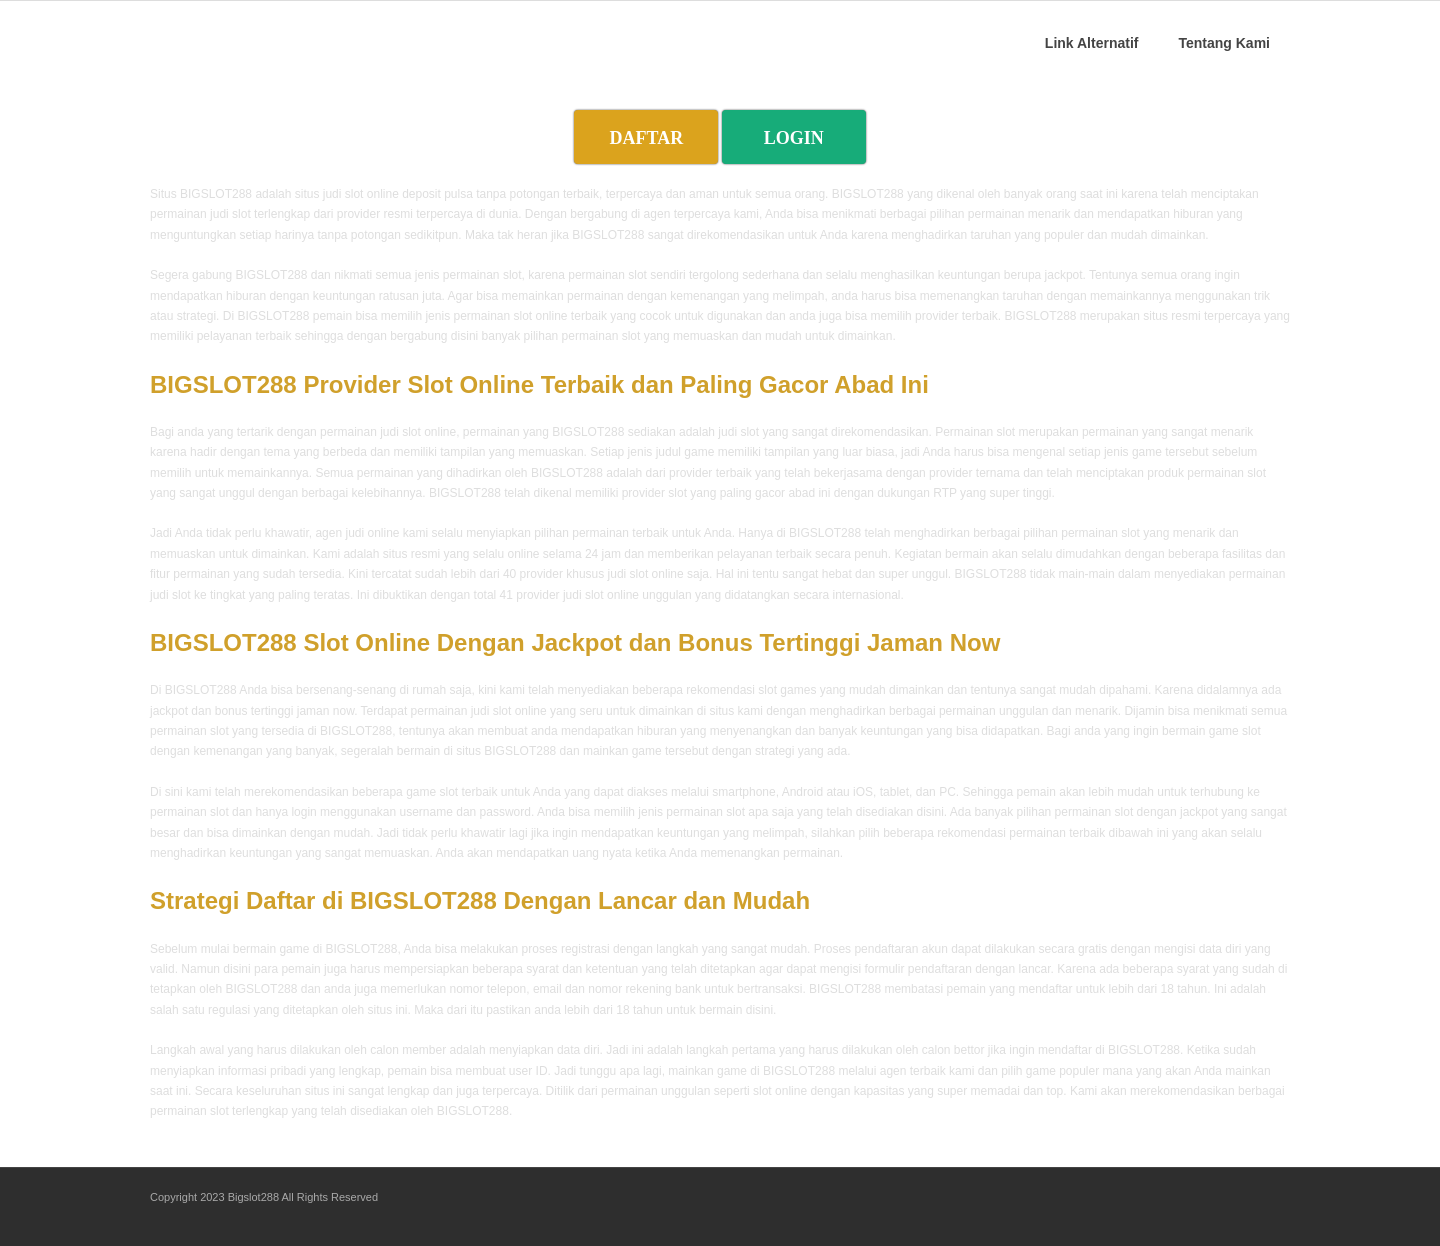 Link Alternatif Tentang Kami
DAFTAR LOGIN
Situs BIGSLOT288 adalah situs judi slot online deposit pulsa tanpa potongan terbaik, terpercaya dan aman untuk semua orang. BIGSLOT288 yang dikenal oleh banyak orang saat ini karena telah menciptakan
permainan judi slot terlengkap dari provider resmi terpercaya di dunia. Dengan bergabung di agen terpercaya kami, Anda bisa menikmati berbagai pilihan permainan menarik dan mendapatkan hiburan yang
menguntungkan setiap harinya tanpa potongan sedikitpun. Maka tak heran jika BIGSLOT288 sangat direkomendasikan untuk Anda karena menghadirkan taruhan yang populer dan mudah dimainkan.
Segera gabung BIGSLOT288 dan nikmati semua jenis permainan slot, karena permainan slot sendiri tergolong sederhana dan selalu menghasilkan keuntungan berupa jackpot. Tentunya semua orang ingin
mendapatkan hiburan dengan keuntungan ratusan juta. Agar bisa memainkan permainan dengan kemenangan yang melimpah, anda harus bisa memenangkan taruhan dengan memainkannya menggunakan trik
atau strategi. Di BIGSLOT288 pemain bisa memilih jenis permainan slot online terbaik yang cocok untuk digunakan dan anda juga bisa memilih provider terbaik. BIGSLOT288 merupakan situs resmi terpercaya yang
memiliki pelayanan terbaik sehingga dengan bergabung disini banyak pilihan permainan slot yang memuaskan dan mudah untuk dimainkan.
BIGSLOT288 Provider Slot Online Terbaik dan Paling Gacor Abad Ini
Bagi anda yang tertarik dengan permainan judi slot online, permainan yang BIGSLOT288 sediakan adalah judi slot yang sangat direkomendasikan. Permainan slot merupakan permainan yang sangat menarik
karena hadir dengan tema yang berbeda dan memiliki tampilan yang memuaskan. Setiap jenis judul game memiliki tampilan yang luar biasa, jadi Anda harus bisa mengenal setiap jenis game tersebut sebelum
memilih untuk memainkannya. Semua permainan yang dihadirkan oleh BIGSLOT288 adalah dari provider terbaik yang telah bekerjasama dengan provider ternama dan telah menciptakan produk permainan slot
yang sangat unggul dengan berbagai kelebihannya. BIGSLOT288 telah dikenal memiliki provider slot yang paling gacor abad ini dengan dukungan RTP yang super tinggi.
Jadi Anda tidak perlu khawatir, agen judi online kami selalu menyiapkan pilihan permainan terbaik untuk Anda. Hanya di BIGSLOT288 telah menghadirkan berbagai pilihan permainan slot yang menarik dan
memuaskan untuk dimainkan. Kami adalah situs resmi yang selalu online selama 24 jam dan memberikan pelayanan terbaik secara penuh. Kegiatan bermain akan selalu dimudahkan dengan beberapa fasilitas dan
fitur permainan yang sudah tersedia. Kini tercatat sudah lebih dari 40 provider khusus judi slot online saja. Hal ini tentu sangat hebat dan super unggul. BIGSLOT288 tidak main-main dalam menyediakan permainan
judi slot ke tingkat yang paling teratas. Ini dibuktikan dengan total 41 provider judi slot online unggulan yang didatangkan secara internasional.
BIGSLOT288 Slot Online Dengan Jackpot dan Bonus Tertinggi Jaman Now
Di BIGSLOT288 Anda bisa bersenang-senang di rumah saja, kini kami telah menyediakan beberapa rekomendasi slot games yang mudah dimainkan dan tentunya sangat mudah dipahami. Karena didalamnya ada
jackpot dan bonus tertinggi jaman now. Terdapat permainan judi slot online yang seru untuk dimainkan di situs kami dengan menghadirkan berbagai permainan unggulan dan menarik. Dijamin bisa menikmati semua
permainan slot yang tersedia di BIGSLOT288, tentunya akan membuat anda mendapatkan hiburan yang menyenangkan dan banyak keuntungan yang bisa didapatkan. Bagi anda yang ingin bermain game slot
dengan kemenangan yang banyak, segeralah bermain di situs BIGSLOT288 dan mainkan game tersebut dengan strategi yang ada.
Di sini kami telah merekomendasikan beberapa game slot terbaik untuk Anda yang dapat diakses melalui smartphone, Android atau iOS, tablet, dan PC. Sehingga pemain akan lebih mudah untuk terhubung ke
permainan slot dan hanya login menggunakan username dan password. Anda bisa memilih jenis permainan slot apa saja yang telah disediakan disini. Ada banyak pilihan permainan slot dengan jackpot yang sangat
besar dan bisa dimainkan dengan mudah. Jadi tidak perlu khawatir lagi jika ingin mendapatkan keuntungan yang melimpah, silahkan pilih beberapa rekomendasi permainan terbaik dibawah ini yang akan selalu
menghadirkan keuntungan yang sangat memuaskan. Anda akan mendapatkan uang nyata ketika Anda memenangkan permainan.
Strategi Daftar di BIGSLOT288 Dengan Lancar dan Mudah
Sebelum mulai bermain game di BIGSLOT288, Anda bisa melakukan proses registrasi dengan langkah yang sangat mudah. Proses pendaftaran akun dapat dilakukan secara gratis dengan mengisi data diri yang
valid. Namun disini para pemain juga harus mempersiapkan beberapa syarat dan ketentuan yang telah ditetapkan agar dapat mengisi formulir pendaftaran dengan lancar. Karena ada beberapa syarat yang sudah di
tetapkan oleh BIGSLOT288 dan anda juga memerlukan nomor telepon, email dan nomor rekening bank untuk bertransaksi. BIGSLOT288 membatasi pemain yang mendaftar untuk lebih dari 18 tahun. Ini adalah
salah satu regulasi yang ditetapkan oleh situs ini. Maka dari itu pastikan anda lebih dari 18 tahun untuk bermain disini.
Langkah awal yang harus dilakukan oleh calon member adalah menyiapkan data diri. Jadi ini adalah langkah pertama yang harus dilakukan oleh calon bettor jika ingin mendaftar di BIGSLOT288. Ketika sudah
menyiapkan informasi pribadi yang lengkap, pemain bisa membuat user ID. Jadi tunggu apa lagi, mainkan game di BIGSLOT288 melalui agen terbaik kami dan pilih game populer mana yang akan Anda mainkan
saat ini. Secara keseluruhan situs ini sangat lengkap dan juga terpercaya. Ditilik dari permainan unggulan seperti slot online dengan kapasitas yang super memadai dan top. Kami akan merekomendasikan berbagai
permainan slot terlengkap yang telah disediakan oleh BIGSLOT288.
Copyright 2023 Bigslot288 All Rights Reserved